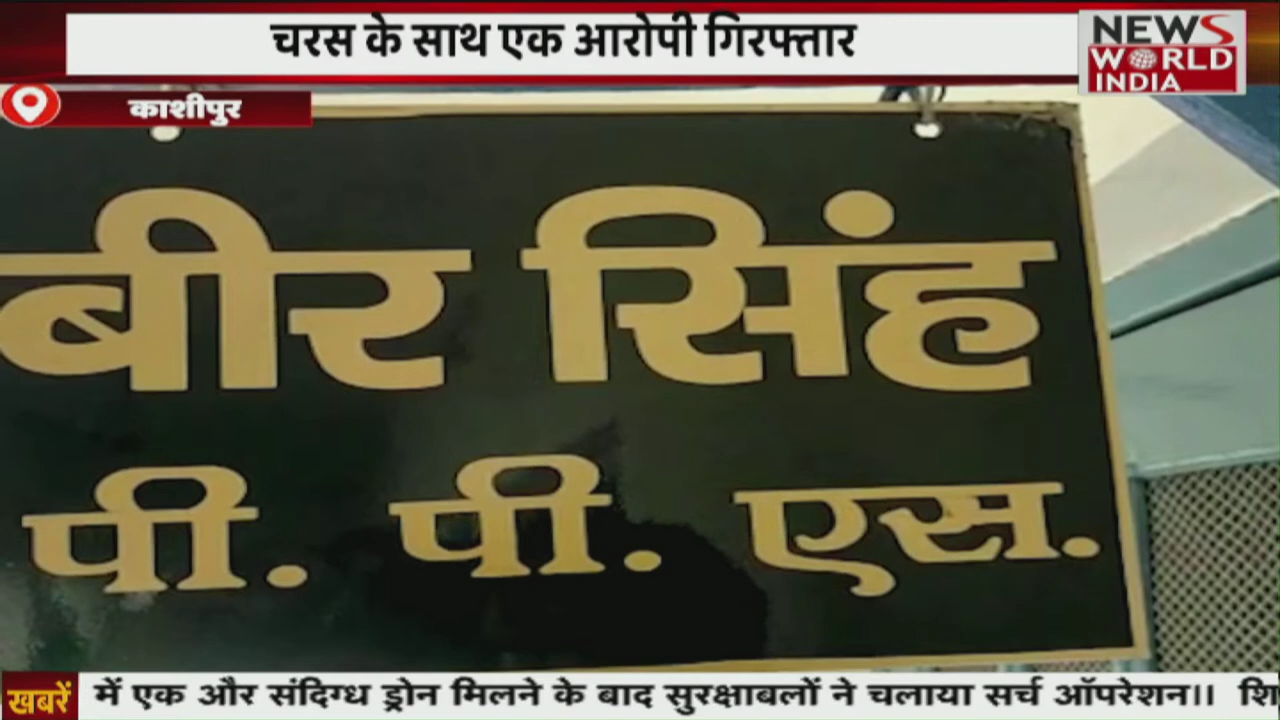 चरस के साथ एक आरोपी गिरफ्तार
NEWS
WORLD
INDIA
काशीपुर
बीर सिंह
पी. पी. एस.
खबरें में एक और संदिग्ध ड्रोन मिलने के बाद सुरक्षाबलों ने चलाया सर्च ऑपरेशन।।